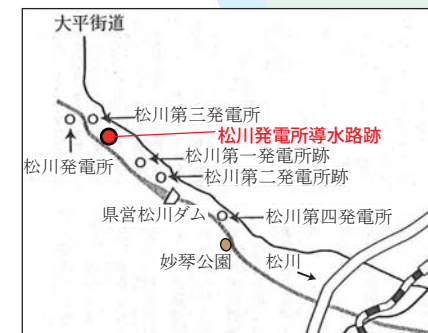 大平街道
松川第三発電所
松川発電所導水路跡
松川第一発電所跡
松川発電所
松川第二発電所跡
県営松川ダム
松川第四発電所
妙琴公園
松川